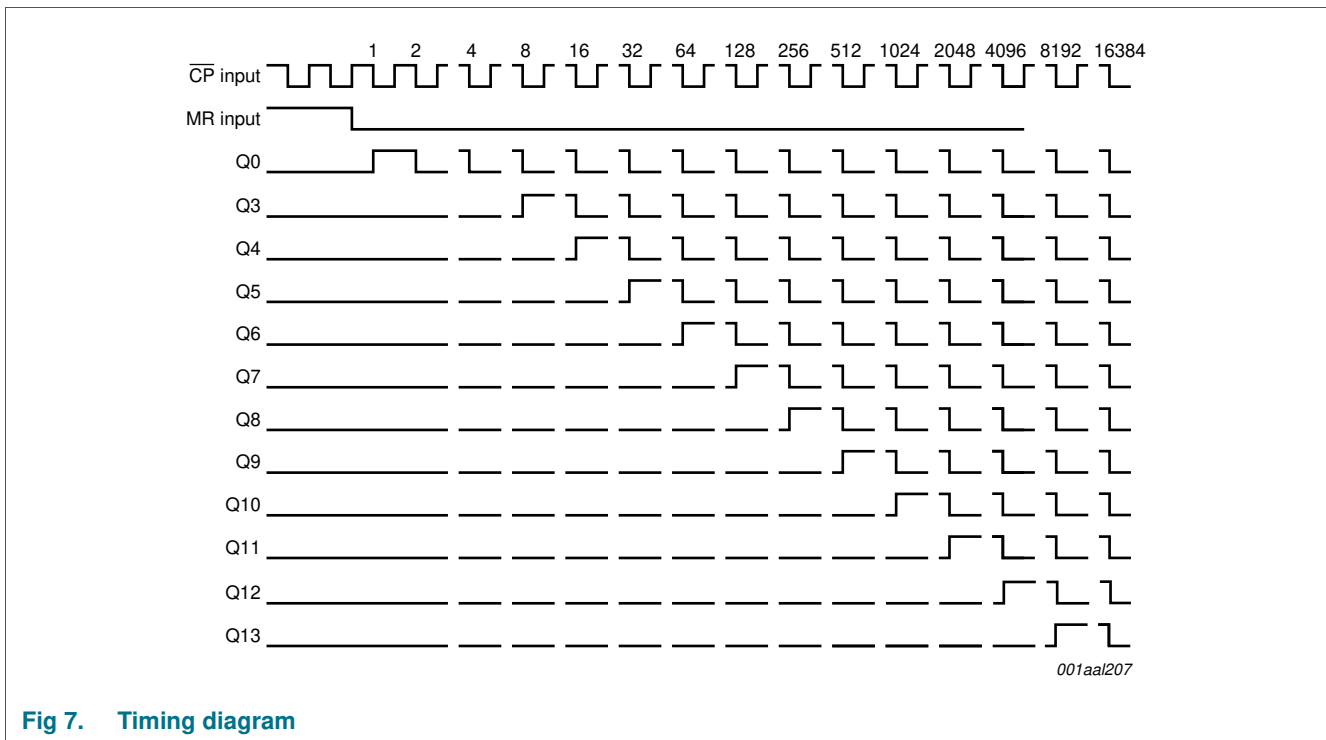 1 2 4 8 16 32 64 128 256 512 1024 2048 4096 8192 16384
CP input
MR input
Q0
Q3
Q4
Q5
Q6
Q7
Q8
Q9
Q10
Q11
Q12
Q13
001aal207
Fig 7. Timing diagram